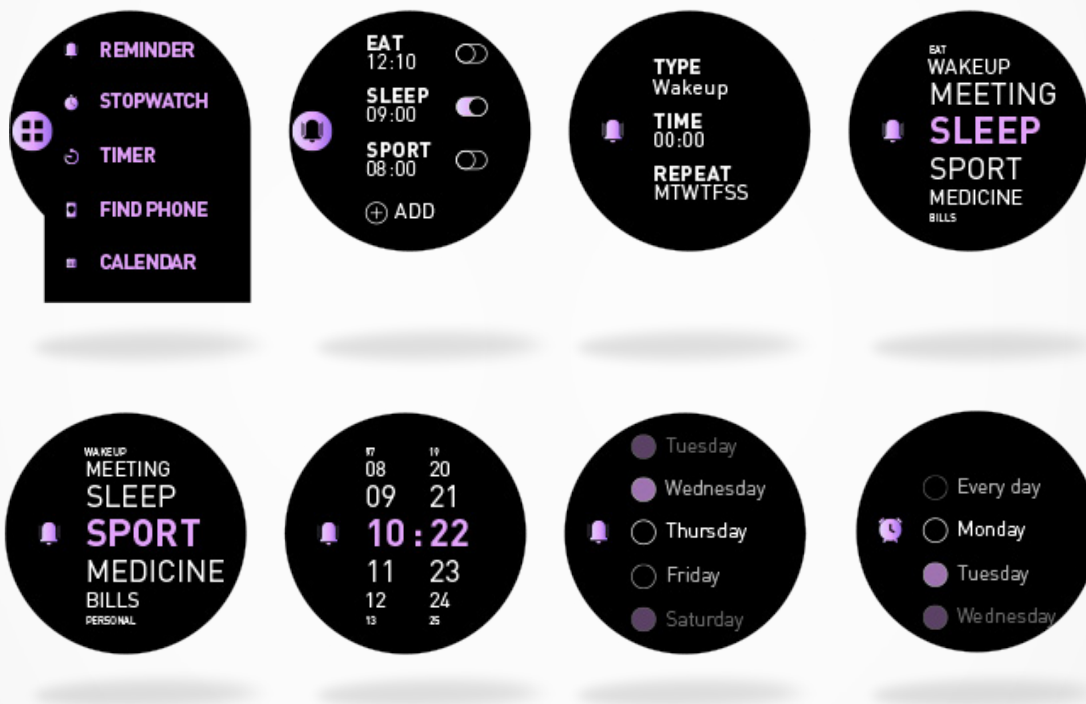 REMINDER
STOPWATCH
TIMER
FIND PHONE
CALENDAR
EAT
12:10
SLEEP
09:00
SPORT
08:00
ADD
TYPE
Wakeup
TIME
00:00
REPEAT
MTWTFSS
EAT
WAKEUP
MEETING
SLEEP
SPORT
MEDICINE
BILLS
WAKEUP
MEETING
SLEEP
SPORT
MEDICINE
BILLS
PERSONAL
19
08 20
09 21
10 : 22
11 23
12 24
13 25
Tuesday
Wednesday
Thursday
Friday
Saturday
Every day
Monday
Tuesday
Wednesday